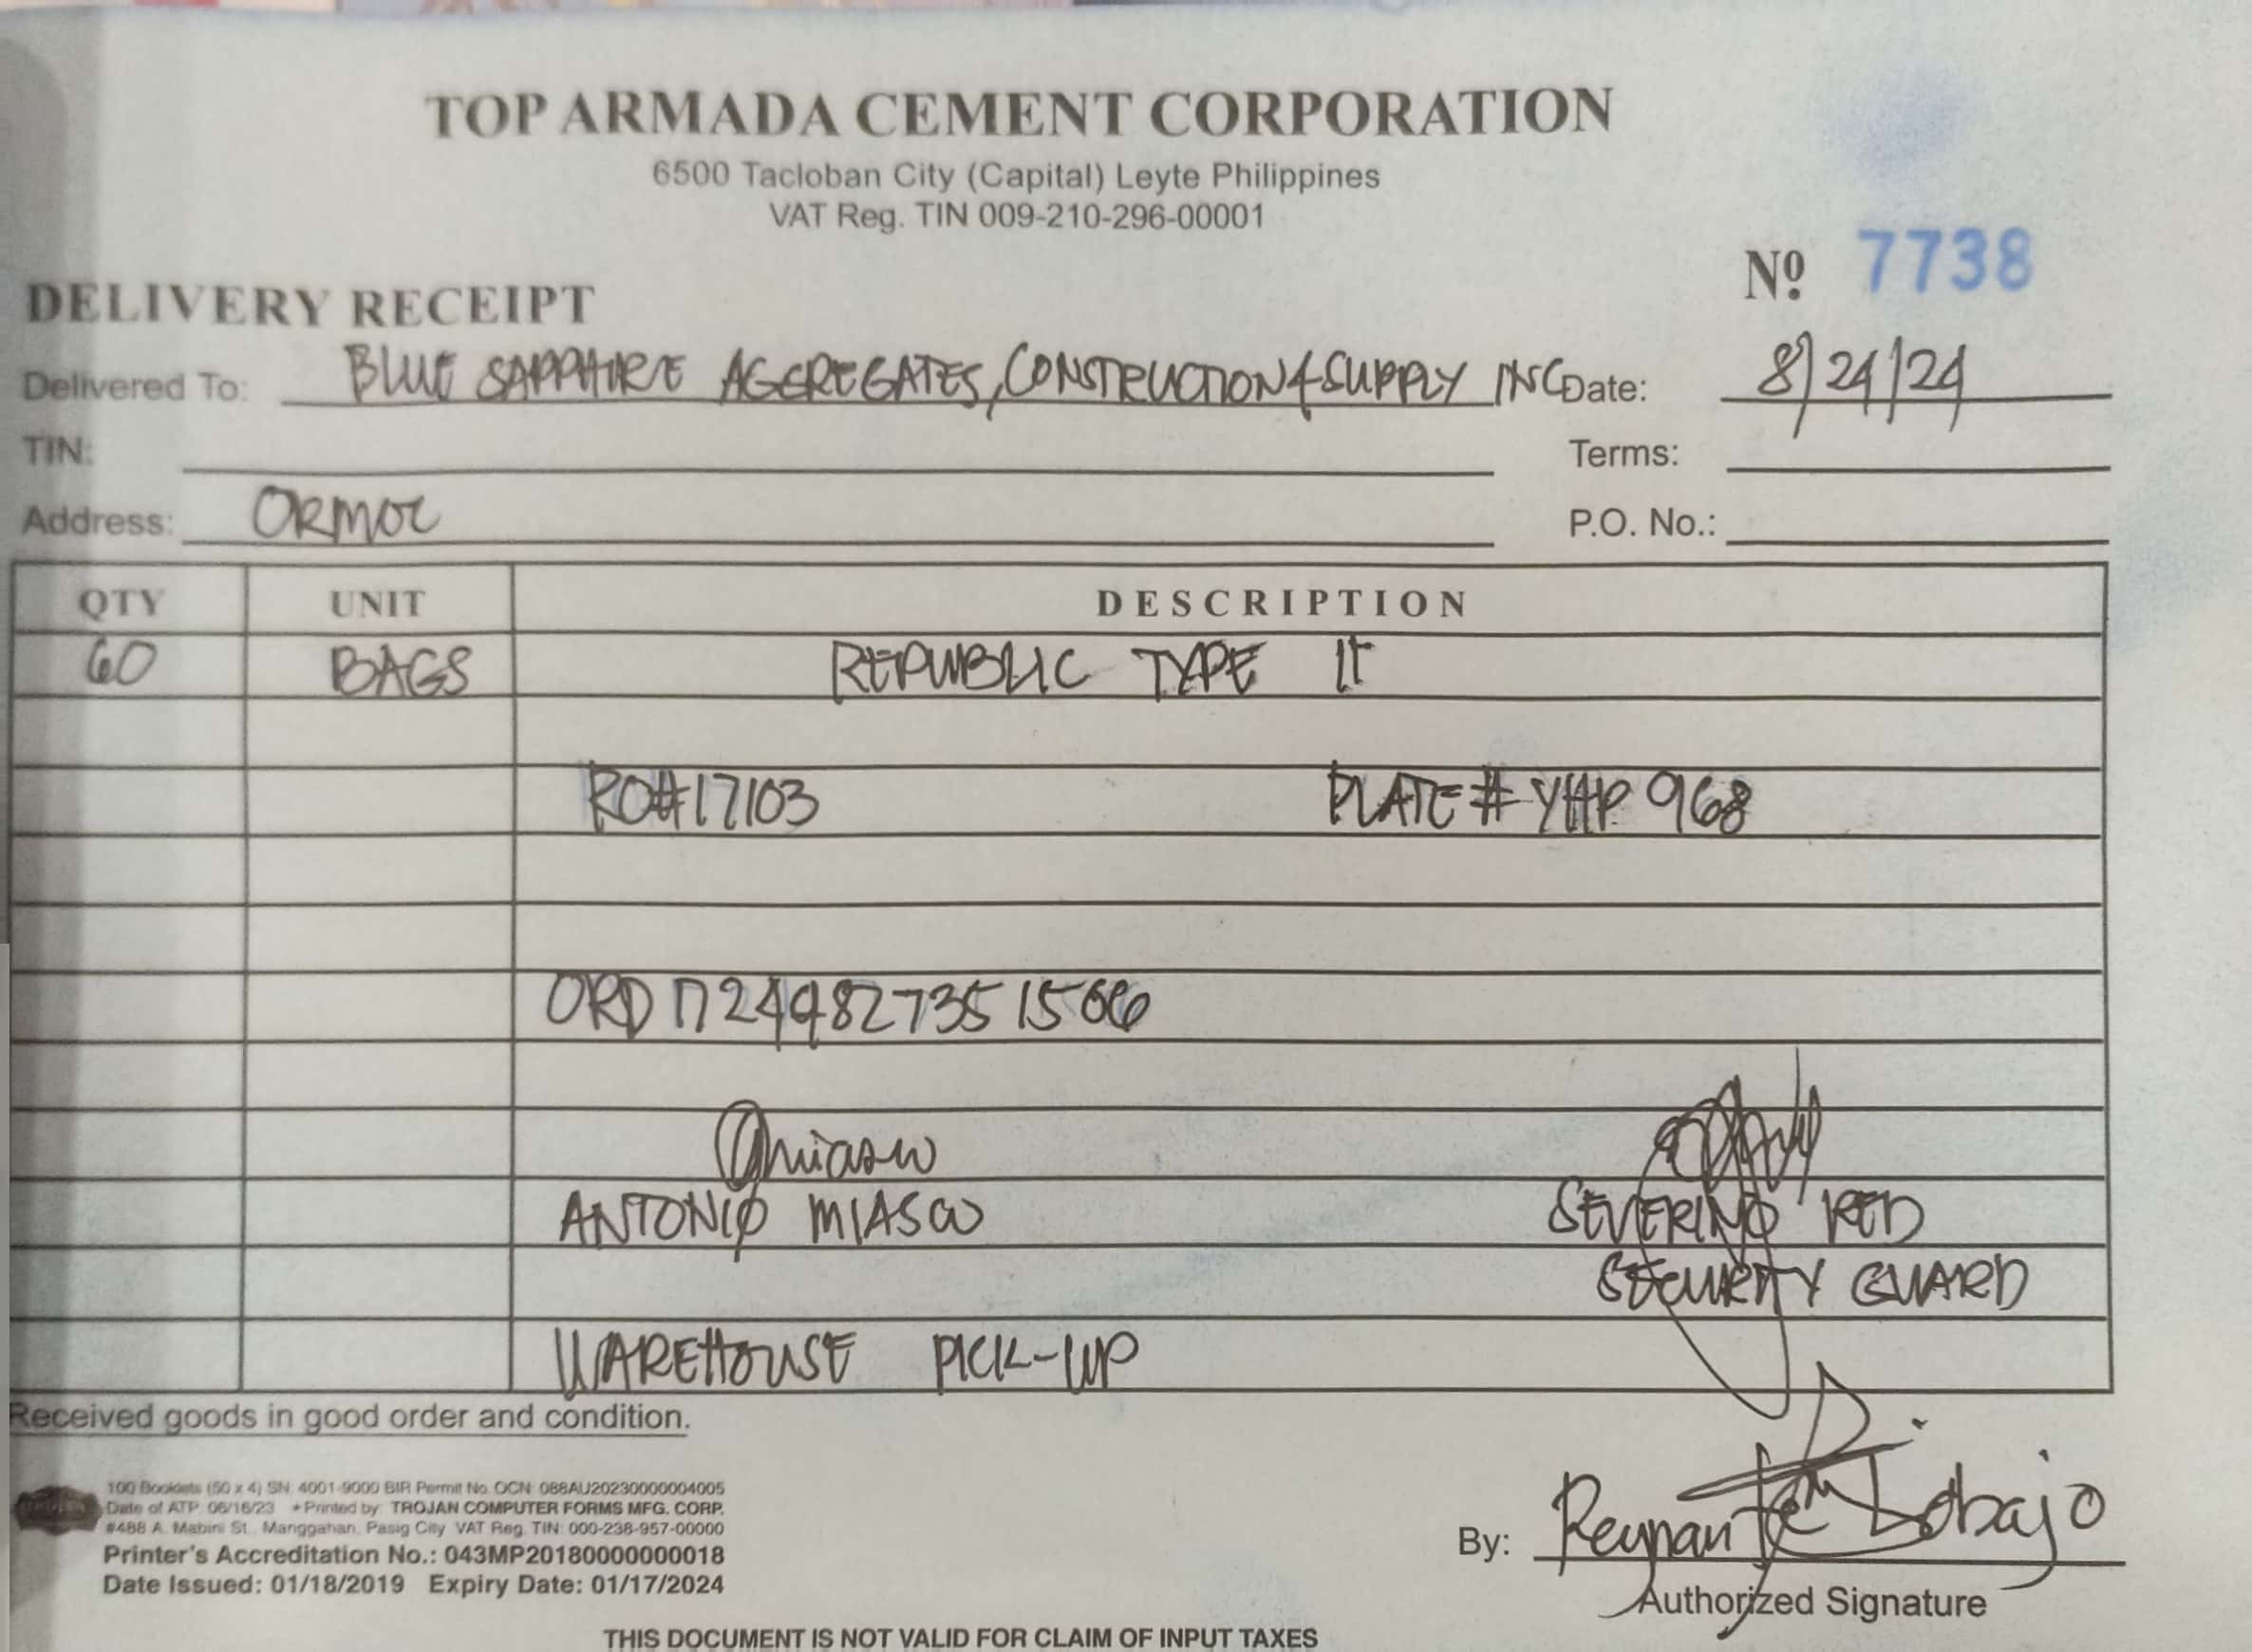 TOP ARMADA CEMENT CORPORATION
6500 Tacloban City (Capital) Leyte Philippines
VAT Reg. TIN 009-210-296-00001
Nº 7738
DELIVERY RECEIPT
Delivered To: BLUE SAPPHIRE AGGREGATES, CONSTRUCTION & SUPPLY INC Date: 8/24/24
TIN: Terms:
Address: ORMOC P.O. No.:
QTY UNIT DESCRIPTION
60 BAGS REPUBLIC TYPE 1T
RO#17103 PLATE # YHP 968
ORD
ANTONIO MIASCO SEVERINO RED
SECURITY GUARD
WAREHOUSE PICK-UP
Received goods in good order and condition.
100 Booklets (50 x 4) SN: 4001-9000 BIR Permit No. OCN: 088AU20230000004005
Date of ATP: 06/16/23 *Printed by: TROJAN COMPUTER FORMS MFG. CORP.
#488 A. Mabini St., Manggahan, Pasig City VAT Reg. TIN: 000-238-957-00000
Printer's Accreditation No.: 043MP20180000000018
Date Issued: 01/18/2019 Expiry Date: 01/17/2024
By: Reynante Libajo
Authorized Signature
THIS DOCUMENT IS NOT VALID FOR CLAIM OF INPUT TAXES